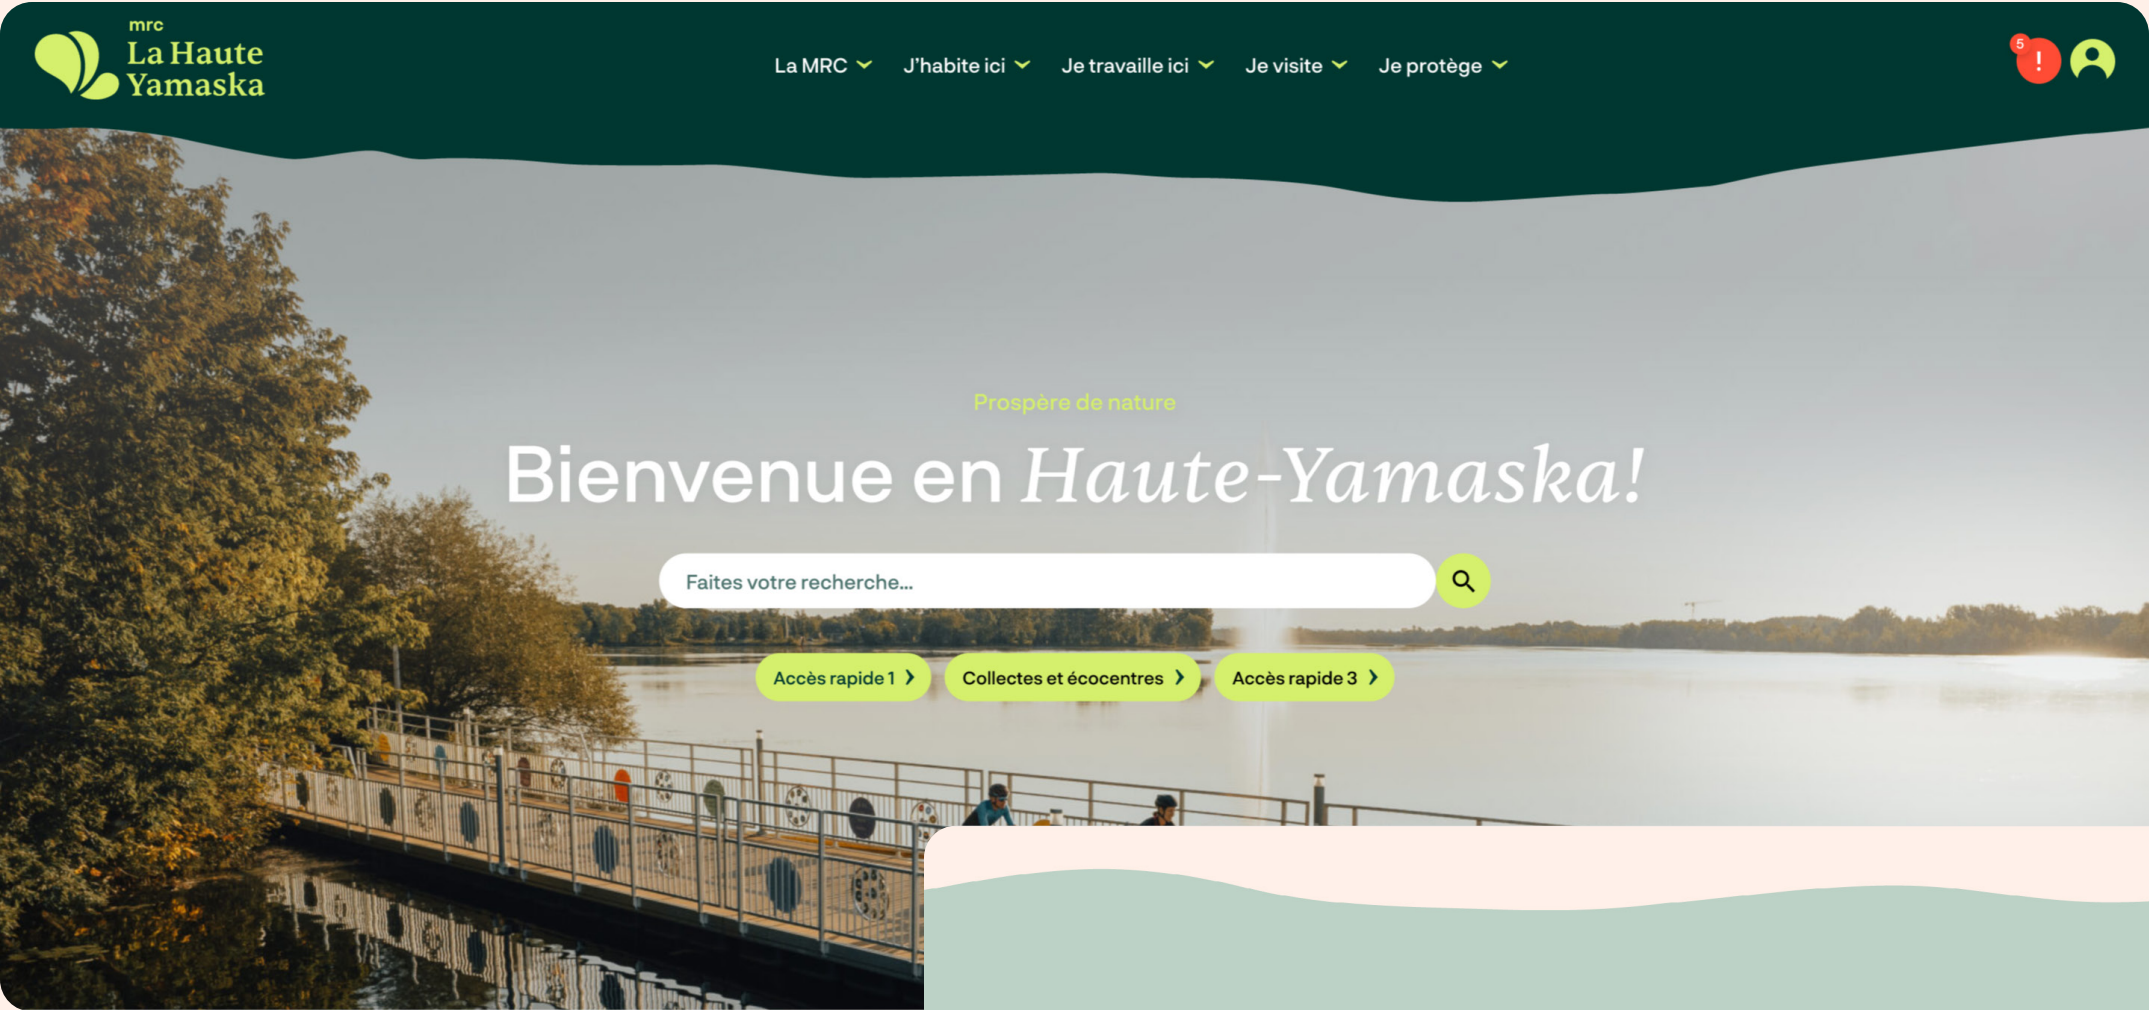 mrc
La Haute
Yamaska
La MRC
J'habite ici
Je travaille ici
Je visite
Je protège
5
!
Prospère de nature
Bienvenue en Haute-Yamaska!
Faites votre recherche...
Accès rapide 1
Collectes et écocentres
Accès rapide 3